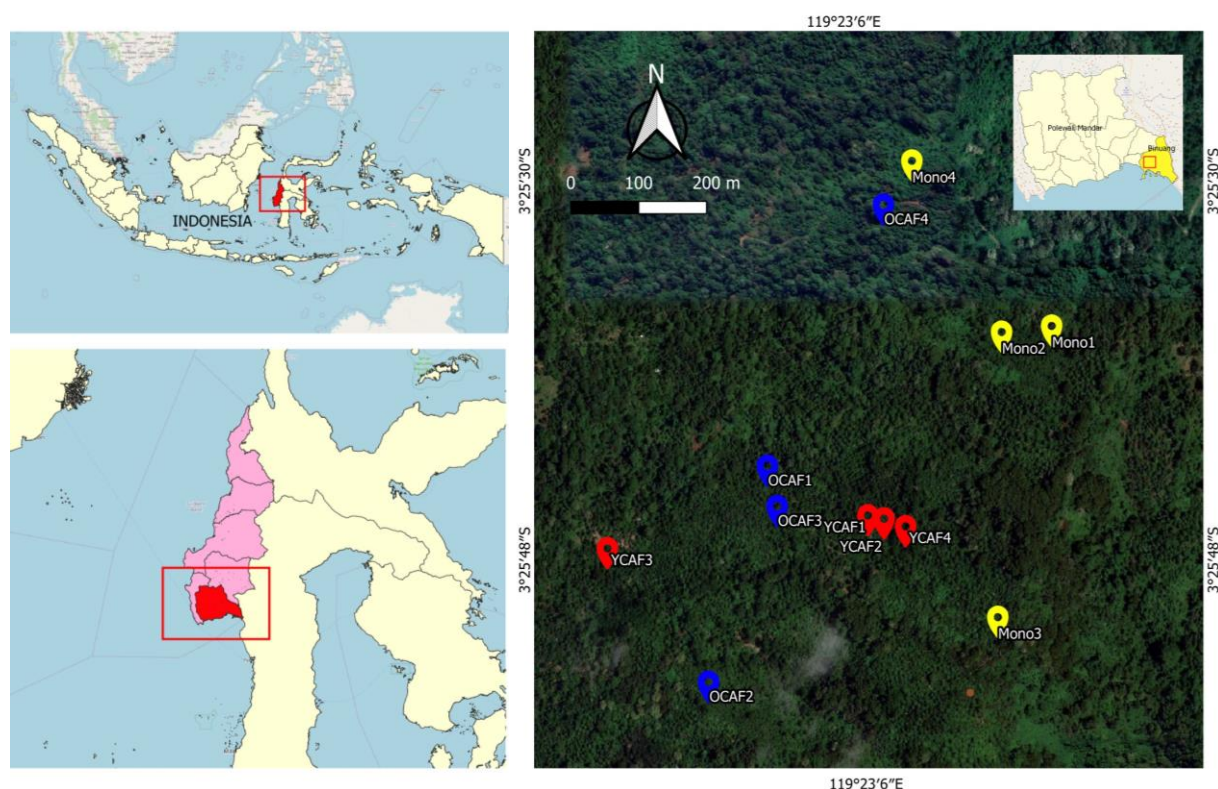 INDONESIA
119°23′6″E
N
0 100 200 m
Polewali Mandar
Binuang
3°25′30″S
3°25′30″S
Mono4
OCAF4
Mono2
Mono1
OCAF1
OCAF3
YCAF1
YCAF2
YCAF4
YCAF3
3°25′48″S
3°25′48″S
Mono3
OCAF2
119°23′6″E